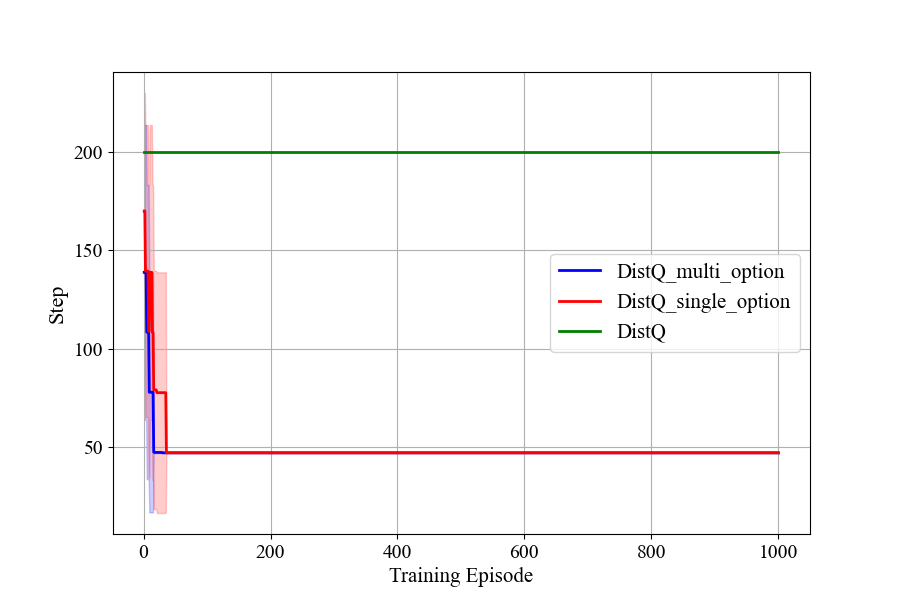 200
150
100
50
Step
DistQ_multi_option
DistQ_single_option
DistQ
0 200 400 600 800 1000
Training Episode